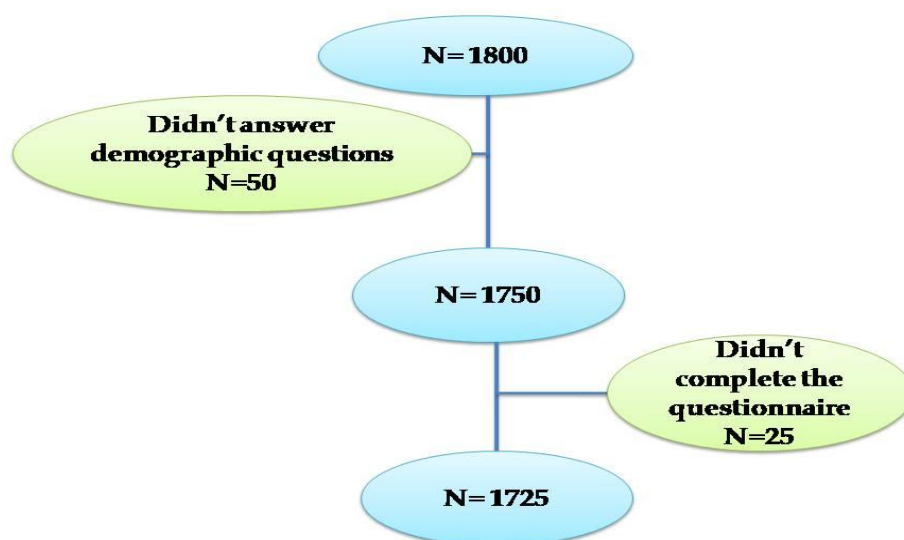 N= 1800
Didn't answer
demographic questions
N=50
N= 1750
Didn't
complete the
questionnaire
N=25
N= 1725